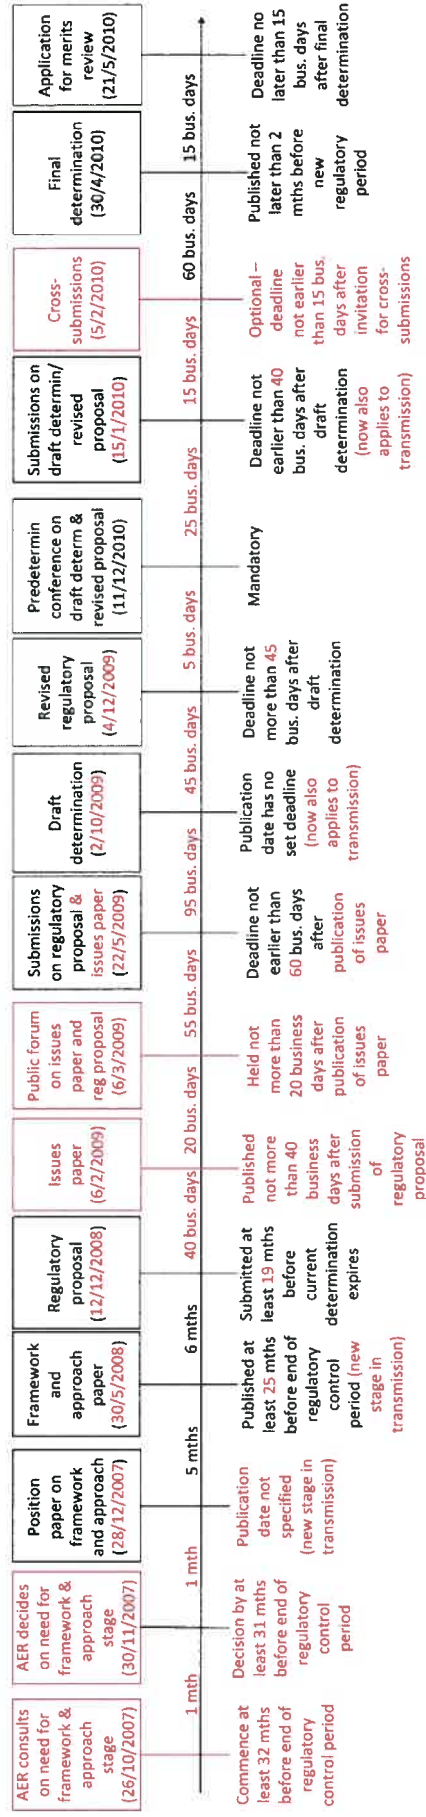 AER consults
on need for
framework &
approach
stage
(26/10/2007)
AER decides
on need for
framework &
approach
stage
(30/11/2007)
Position
paper on
framework
and approach
(28/12/2007)
Framework
and
approach
paper
(30/5/2008)
Regulatory
proposal
(12/12/2008)
Issues
paper
(6/2/2009)
Public forum
on issues
paper and
reg proposal
(6/3/2009)
Submissions
on regulatory
proposal &
issues paper
(22/5/2009)
Draft
determination
(2/10/2009)
Revised
regulatory
proposal
(4/12/2009)
Predetermin
conference on
draft determ &
revised proposal
(11/12/2010)
Submissions on
draft determin/
revised
proposal
(15/1/2010)
Cross-
submissions
(5/2/2010)
Final
determination
(30/4/2010)
Application
for merits
review
(21/5/2010)
1 mth
1 mth
5 mths
6 mths
40 bus. days
20 bus. days
55 bus. days
95 bus. days
45 bus. days
5 bus. days
25 bus. days
15 bus. days
60 bus. days
15 bus. days
Commence at
least 32 mths
before end of
regulatory
control period
Decision by at
least 31 mths
before end of
regulatory
control
period
Publication
date not
specified
(new stage in
transmission)
Published at
least 25 mths
before end of
regulatory
control
period (new
stage in
transmission)
Submitted at
least 19 mths
before
current
determination
expires
Published
not more
than 40
business
days after
submission
of
regulatory
proposal
Held not
more than
20 business
days after
publication
of issues
paper
Deadline not
earlier than
60 bus. days
after
publication
of issues
paper
Publication
date has no
set deadline
(now also
applies to
transmission)
Deadline not
more than 45
bus. days after
draft
determination
Mandatory
Deadline not
earlier than 40
bus. days after
draft
determination
(now also
applies to
transmission)
Optional –
deadline
not earlier
than 15 bus.
days after
invitation
for cross-
submissions
Published not
later than 2
mths before
new
regulatory
period
Deadline no
later than 15
bus. days
after final
determination